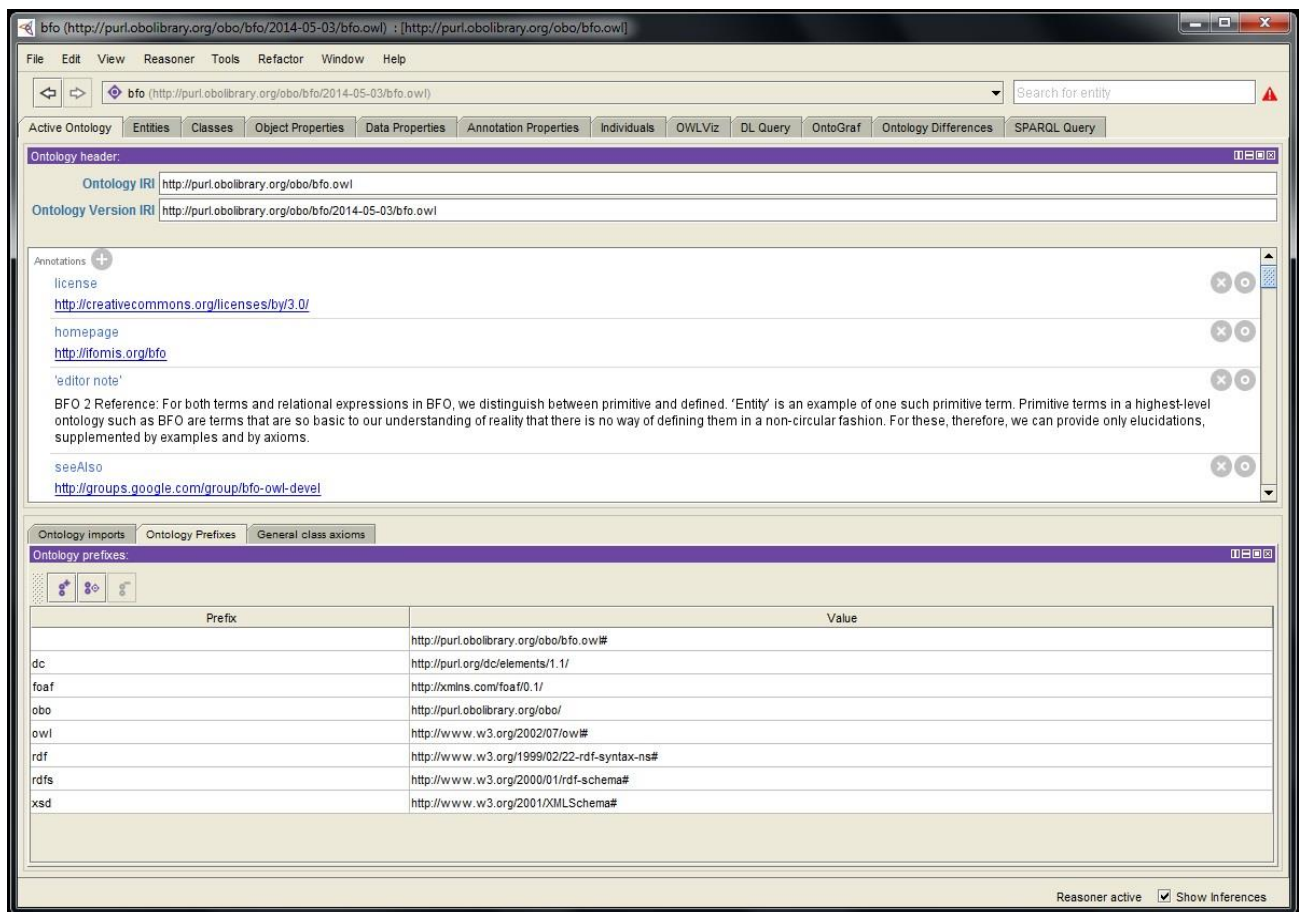 bfo (http://purl.obolibrary.org/obo/bfo/2014-05-03/bfo.owl) : [http://purl.obolibrary.org/obo/bfo.owl]
File Edit View Reasoner Tools Refactor Window Help
bfo (http://purl.obolibrary.org/obo/bfo/2014-05-03/bfo.owl) Search for entity
Active Ontology Entities Classes Object Properties Data Properties Annotation Properties Individuals OWLViz DL Query OntoGraf Ontology Differences SPARQL Query
Ontology header:
Ontology IRI http://purl.obolibrary.org/obo/bfo.owl
Ontology Version IRI http://purl.obolibrary.org/obo/bfo/2014-05-03/bfo.owl
Annotations
license
http://creativecommons.org/licenses/by/3.0/
homepage
http://ifomis.org/bfo
'editor note'
BFO 2 Reference: For both terms and relational expressions in BFO, we distinguish between primitive and defined. ‘Entity’ is an example of one such primitive term. Primitive terms in a highest-level
ontology such as BFO are terms that are so basic to our understanding of reality that there is no way of defining them in a non-circular fashion. For these, therefore, we can provide only elucidations,
supplemented by examples and by axioms.
seeAlso
http://groups.google.com/group/bfo-owl-devel
Ontology imports Ontology Prefixes General class axioms
Ontology prefixes:
Prefix Value
http://purl.obolibrary.org/obo/bfo.owl#
dc http://purl.org/dc/elements/1.1/
foaf http://xmlns.com/foaf/0.1/
obo http://purl.obolibrary.org/obo/
owl http://www.w3.org/2002/07/owl#
rdf http://www.w3.org/1999/02/22-rdf-syntax-ns#
rdfs http://www.w3.org/2000/01/rdf-schema#
xsd http://www.w3.org/2001/XMLSchema#
Reasoner active Show Inferences